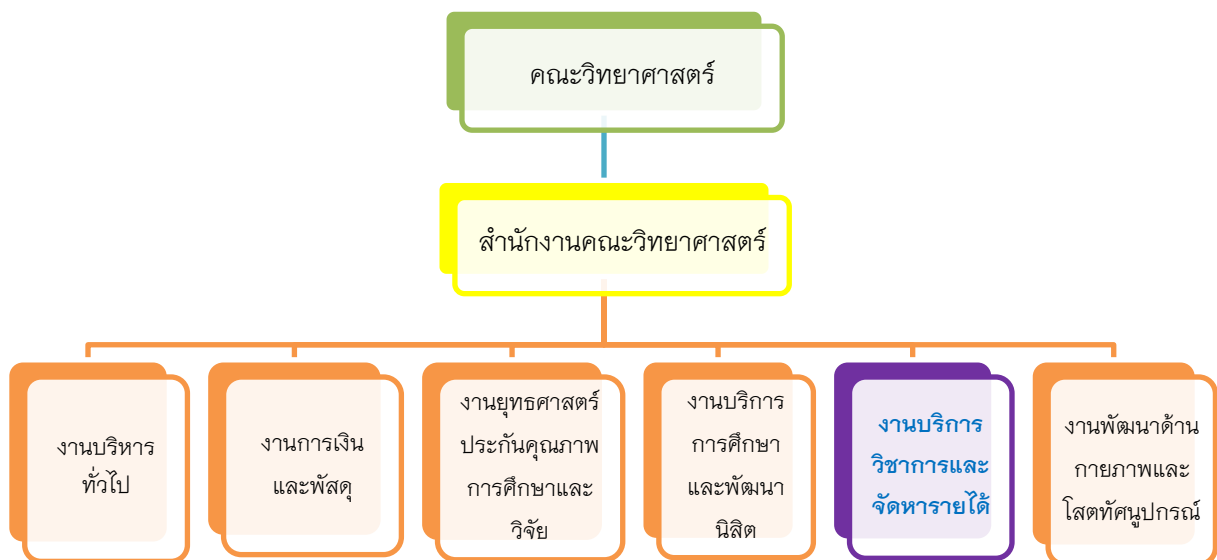 คณะวิทยาศาสตร์
สำนักงานคณะวิทยาศาสตร์
งานบริหาร
ทั่วไป
งานการเงิน
และพัสดุ
งานยุทธศาสตร์
ประกันคุณภาพ
การศึกษาและ
วิจัย
งานบริการ
การศึกษา
และพัฒนา
นิสิต
งานบริการ
วิชาการและ
จัดหารายได้
งานพัฒนาด้าน
กายภาพและ
โสตทัศนูปกรณ์